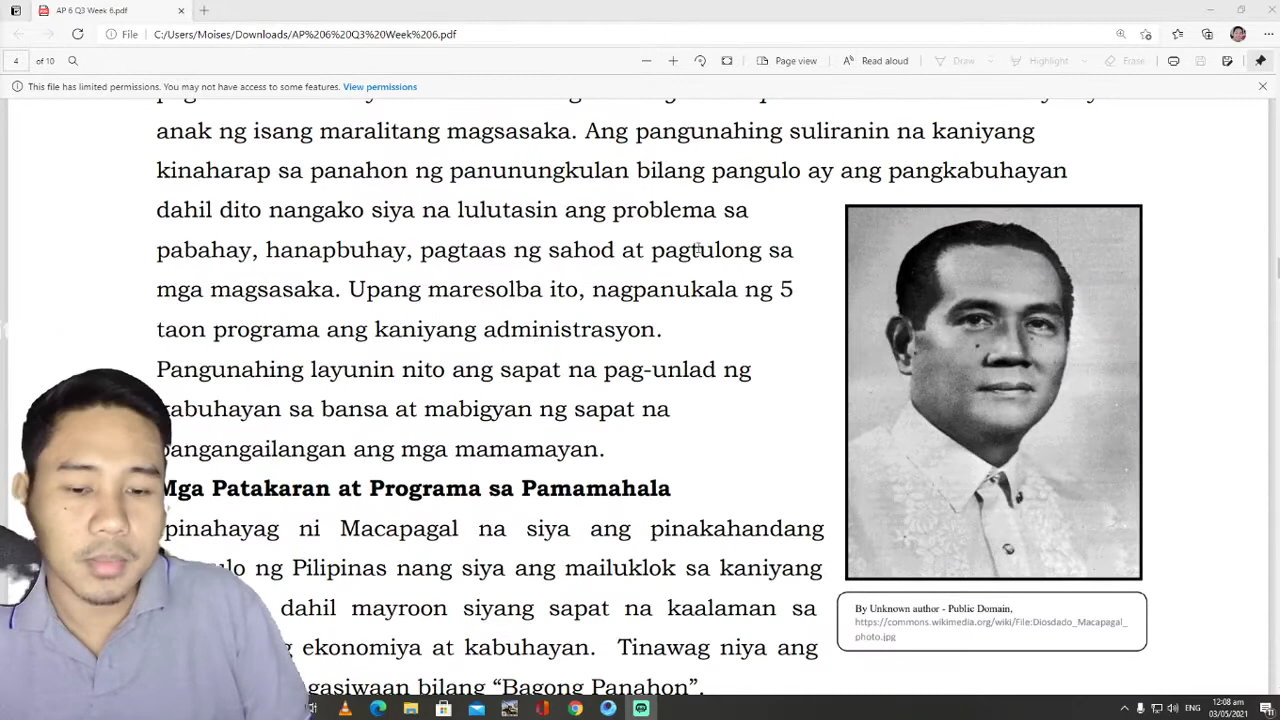 AP 6 Q3 Week 6.pdf
File C:/Users/Moises/Downloads/AP%206%20Q3%20Week%206.pdf
4 of 10 Page view Read aloud Draw Highlight Erase
This file has limited permissions. You may not have access to some features. View permissions
anak ng isang maralitang magsasaka. Ang pangunahing suliranin na kaniyang
kinaharap sa panahon ng panunungkulan bilang pangulo ay ang pangkabuhayan
dahil dito nangako siya na lulutasin ang problema sa
pabahay, hanapbuhay, pagtaas ng sahod at pagtulong sa
mga magsasaka. Upang maresolba ito, nagpanukala ng 5
taon programa ang kaniyang administrasyon.
Pangunahing layunin nito ang sapat na pag-unlad ng
kabuhayan sa bansa at mabigyan ng sapat na
pangangailangan ang mga mamamayan.
Mga Patakaran at Programa sa Pamamahala
pinahayag ni Macapagal na siya ang pinakahandang
ulo ng Pilipinas nang siya ang mailuklok sa kaniyang
dahil mayroon siyang sapat na kaalaman sa
g ekonomiya at kabuhayan. Tinawag niya ang
gasiwaan bilang “Bagong Panahon”.
By Unknown author - Public Domain,
https://commons.wikimedia.org/wiki/File:Diosdado_Macapagal_
photo.jpg
ENG
12:08 am
03/05/2021